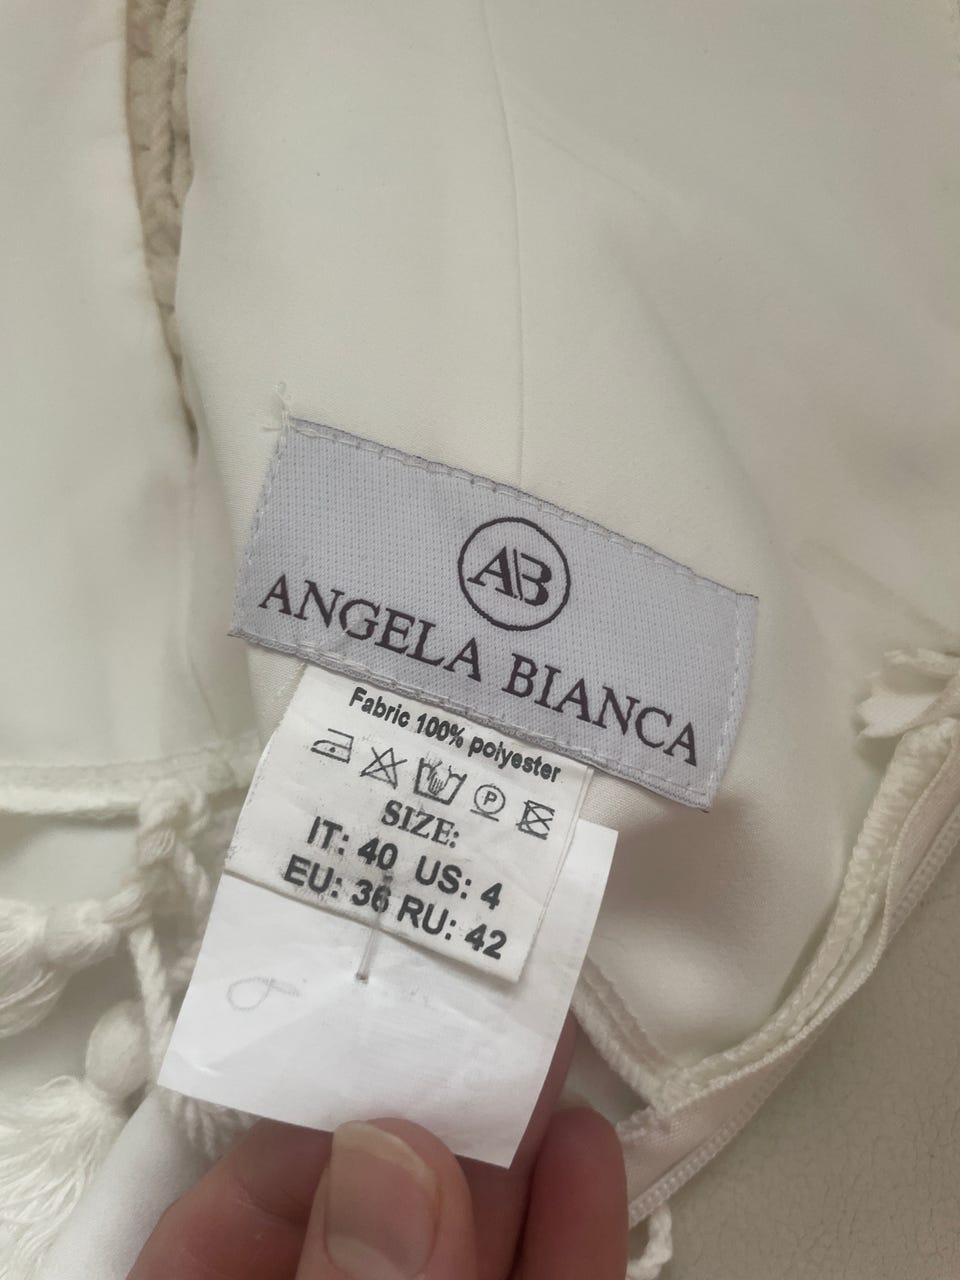 AB
ANGELA BIANCA
Fabric 100% polyester
P
SIZE:
IT: 40 US: 4
EU: 36 RU: 42